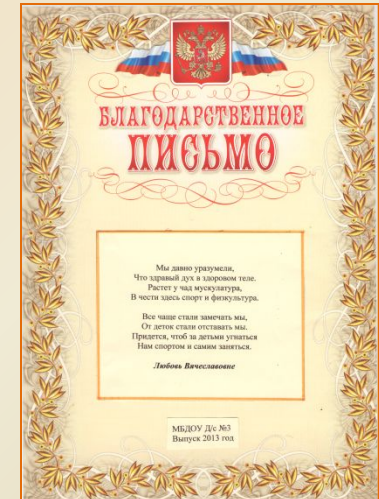 БЛАГОДАРСТВЕННОЕ
ПИСЬМО
Мы давно уразумели,
Что здравый дух в здоровом теле.
Растет у чад мускулатура,
В чести здесь спорт и физкультура.
Все чаще стали замечать мы,
От деток стали отставать мы.
Придется, чтоб за детьми угнаться
Нам спортом и самим заняться.
Любовь Вячеславовне
МБДОУ Д/с №3
Выпуск 2013 год